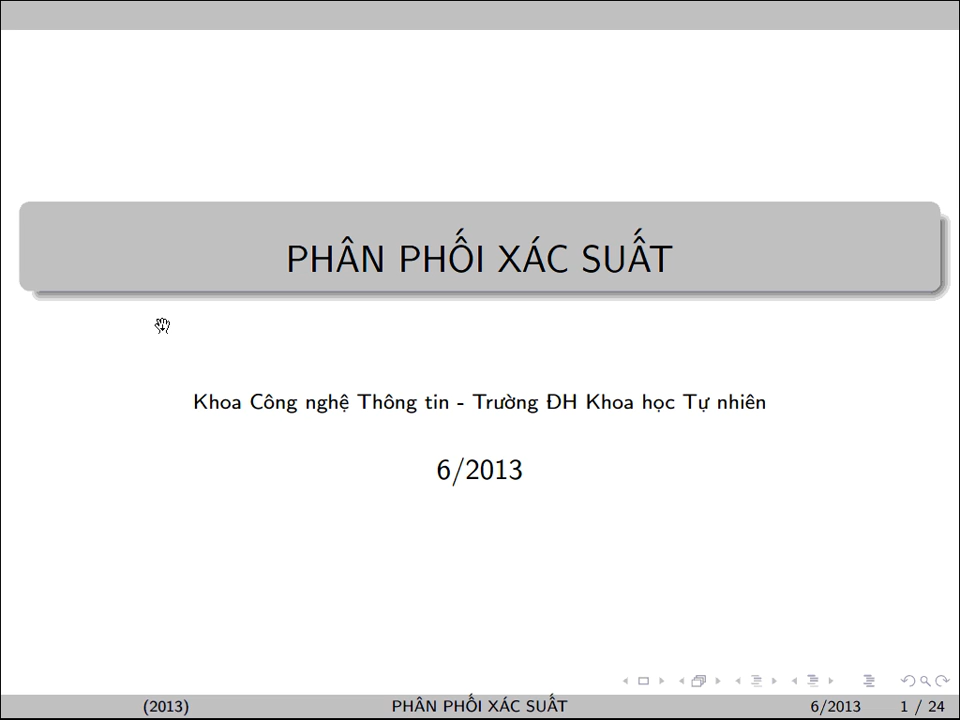 PHÂN PHỐI XÁC SUẤT
Khoa Công nghệ Thông tin - Trường ĐH Khoa học Tự nhiên
6/2013
(2013) PHÂN PHỐI XÁC SUẤT 6/2013 1 / 24